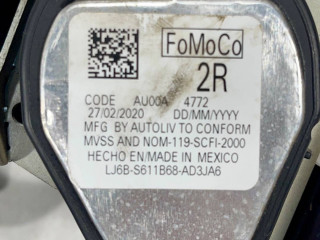 FoMoCo
2R
CODE AU00A 4772
27/02/2020 DD/MM/YYYY
MFG BY AUTOLIV TO CONFORM
MVSS AND NOM-119-SCFI-2000
HECHO EN/MADE IN MEXICO
LJ6B-S611B68-AD3JA6